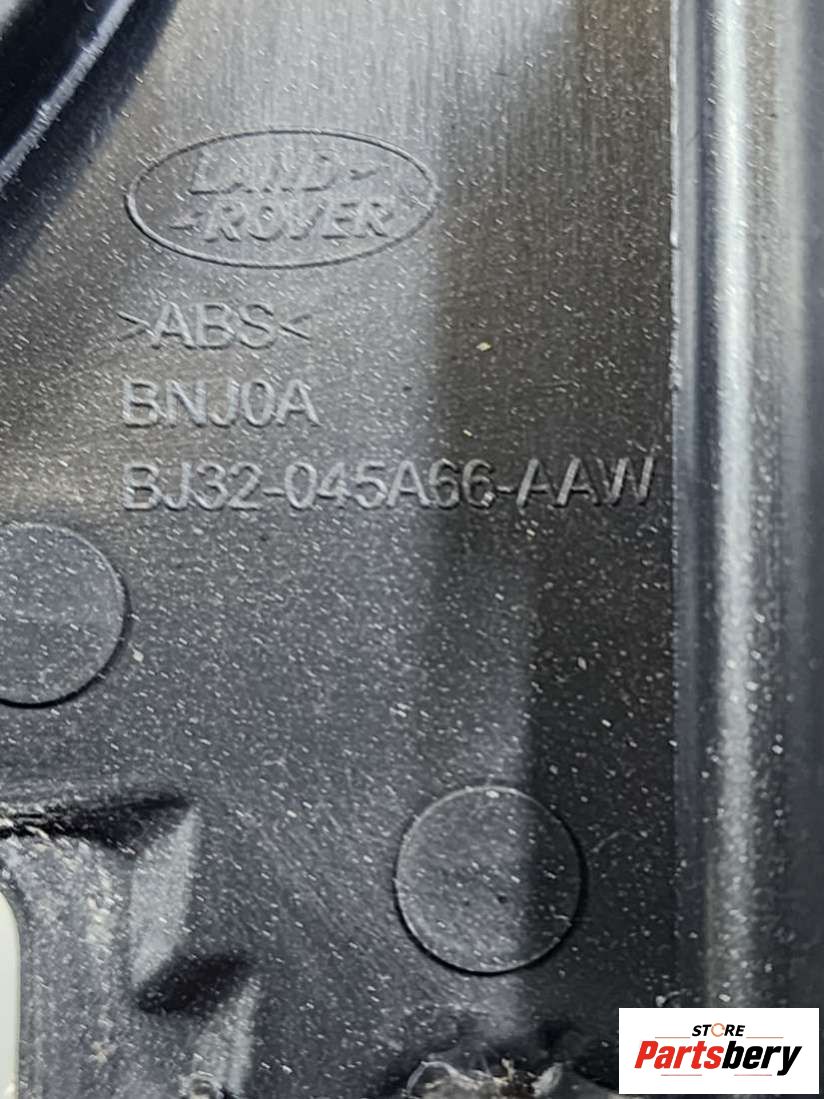 LAND
ROVER
>ABS<
BNJ0A
BJ32-045A66-AAW
STORE
Partsbery